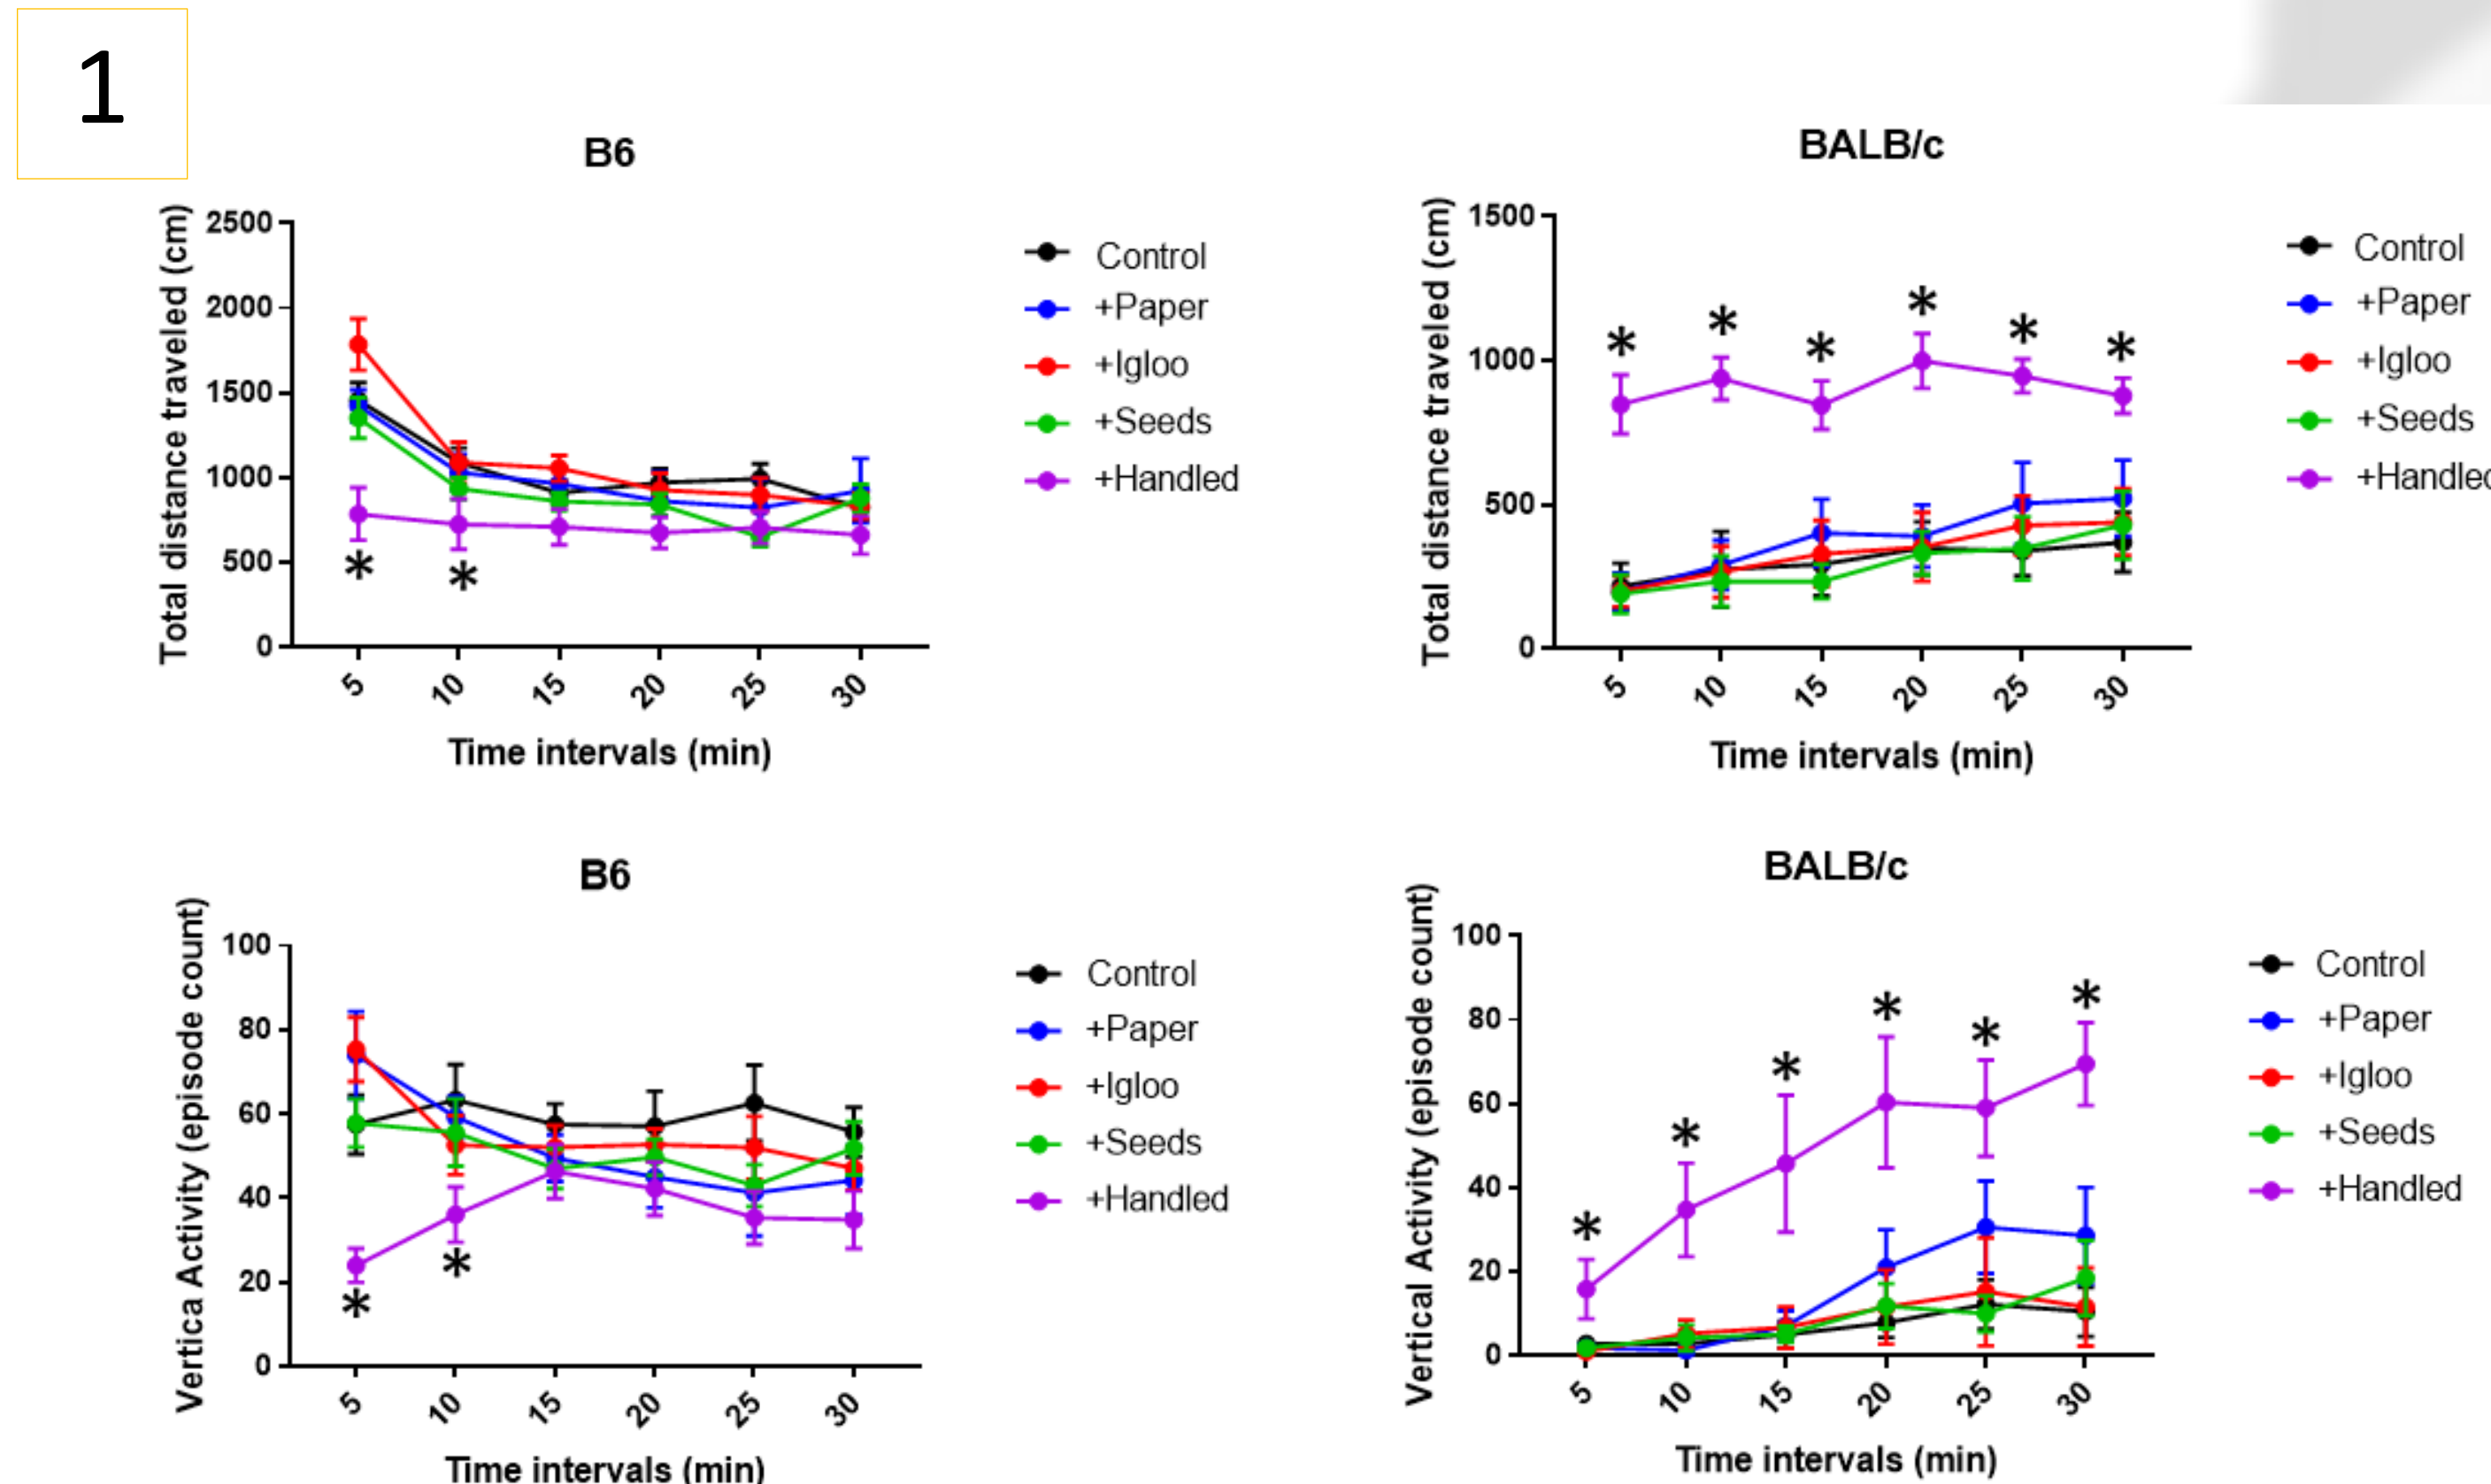 1
B6
Total distance traveled (cm)
2500
2000
1500
1000
500
0
5 10 15 20 25 30
Time intervals (min)
Control
+Paper
+Igloo
+Seeds
+Handled
*
*
BALB/c
Total distance traveled (cm)
1500
1000
500
0
5 10 15 20 25 30
Time intervals (min)
* * * * * *
Control
+Paper
+Igloo
+Seeds
+Handled
B6
Vertica Activity (episode count)
100
80
60
40
20
0
5 10 15 20 25 30
Time intervals (min)
Control
+Paper
+Igloo
+Seeds
+Handled
*
*
BALB/c
Vertical Activity (episode count)
100
80
60
40
20
0
5 10 15 20 25 30
Time intervals (min)
* * * * * *
Control
+Paper
+Igloo
+Seeds
+Handled